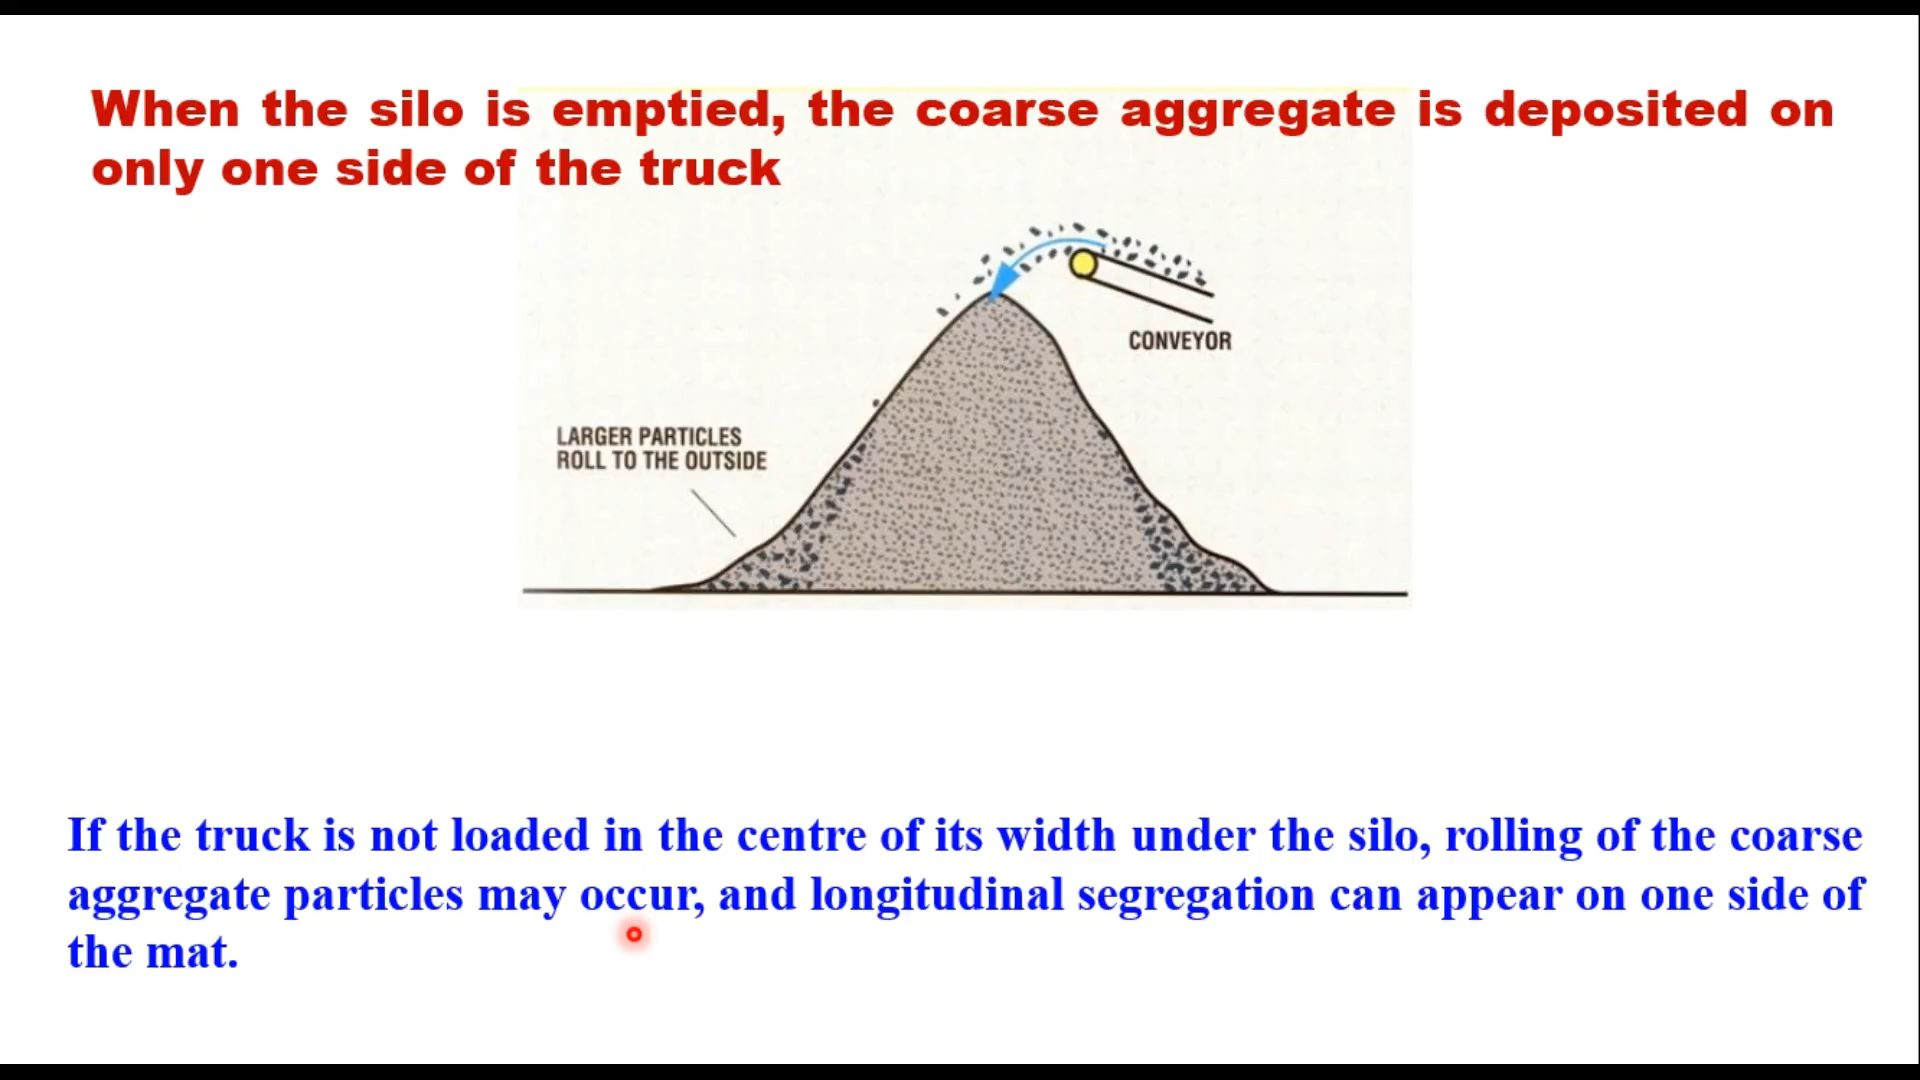 When the silo is emptied, the coarse aggregate is deposited on
only one side of the truck
CONVEYOR
LARGER PARTICLES
ROLL TO THE OUTSIDE
If the truck is not loaded in the centre of its width under the silo, rolling of the coarse
aggregate particles may occur, and longitudinal segregation can appear on one side of
the mat.